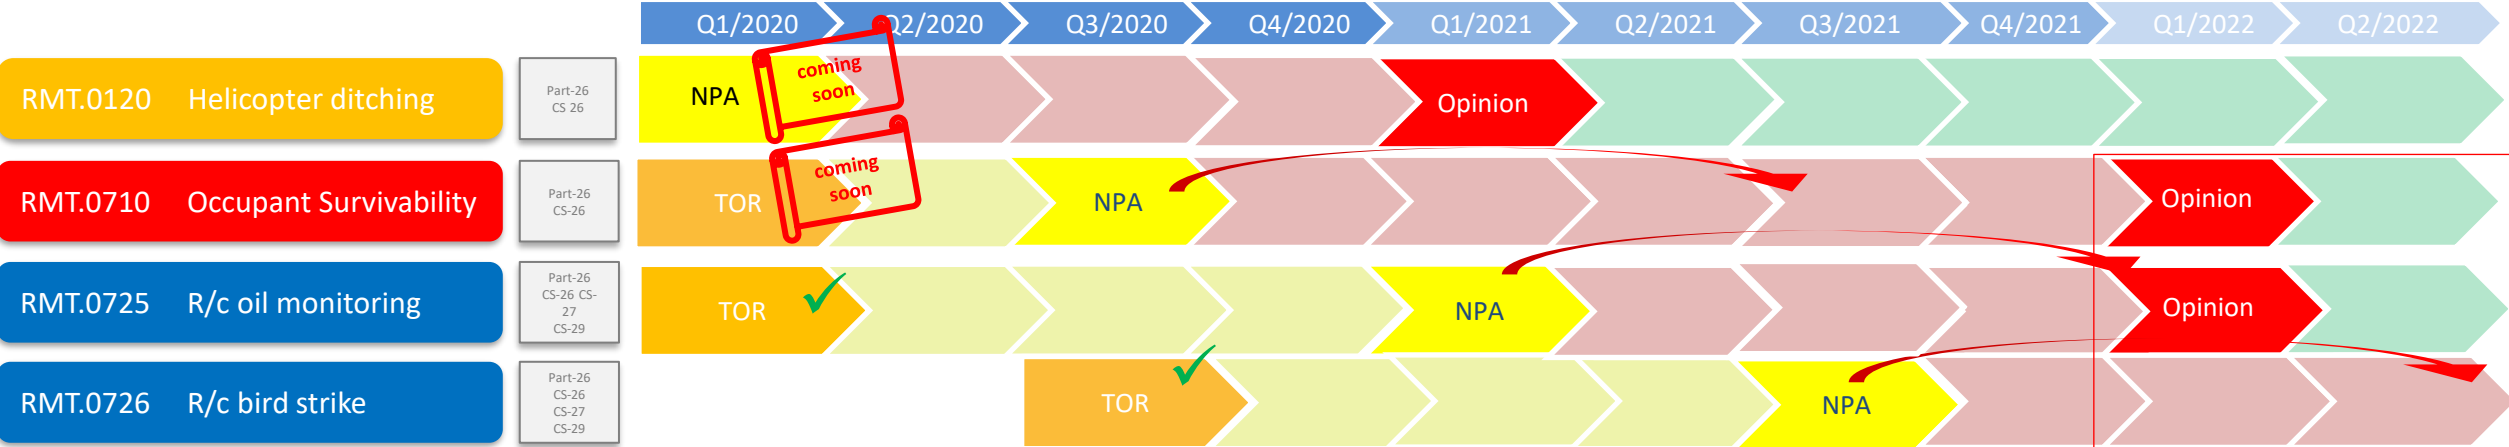 Q1/2020 Q2/2020 Q3/2020 Q4/2020 Q1/2021 Q2/2021 Q3/2021 Q4/2021 Q1/2022 Q2/2022
RMT.0120 Helicopter ditching
Part-26
CS 26
NPA
coming
soon
Opinion
RMT.0710 Occupant Survivability
Part-26
CS-26
TOR
coming
soon
NPA
Opinion
RMT.0725 R/c oil monitoring
Part-26
CS-26 CS-
27
CS-29
TOR
NPA
Opinion
RMT.0726 R/c bird strike
Part-26
CS-26
CS-27
CS-29
TOR
NPA